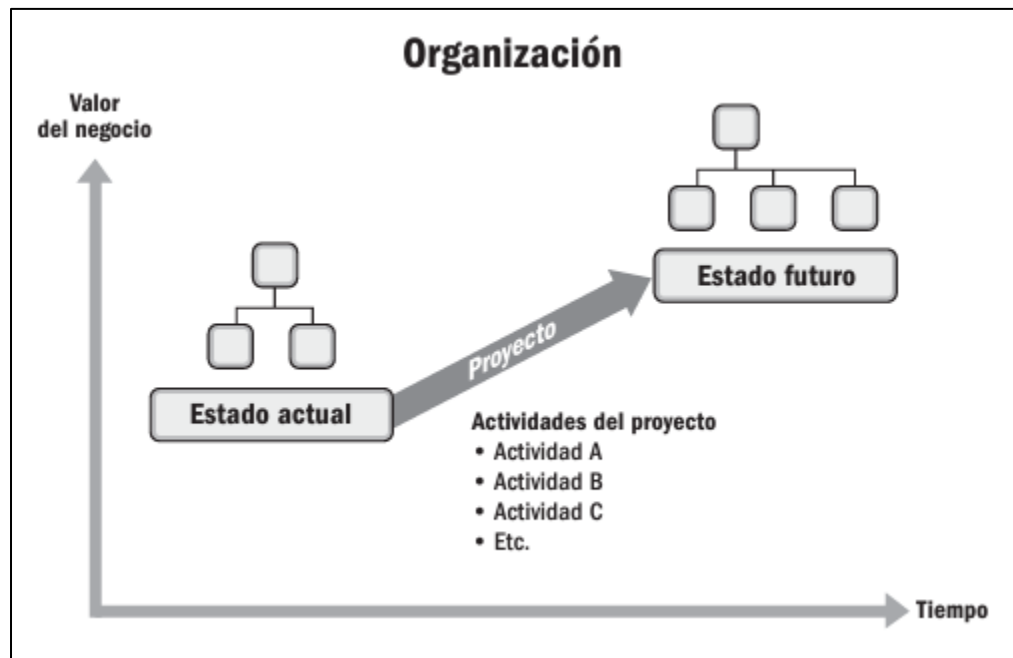 Organización
Valor
del negocio
Estado futuro
Proyecto
Estado actual
Actividades del proyecto
• Actividad A
• Actividad B
• Actividad C
• Etc.
Tiempo